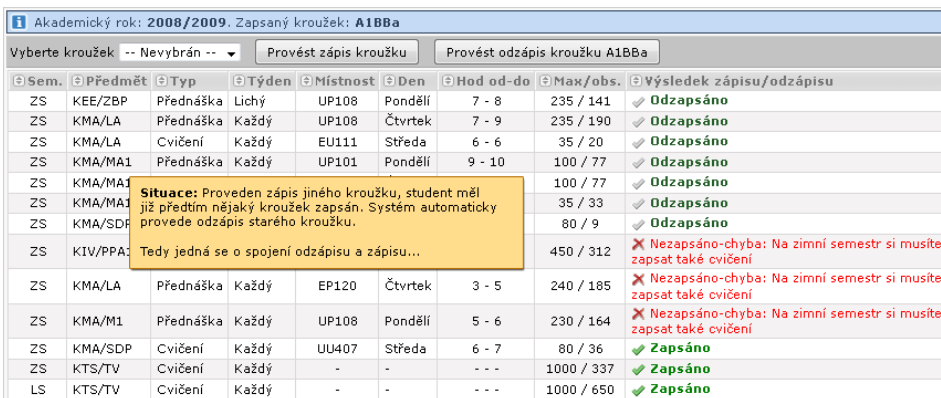 Akademický rok: 2008/2009. Zapsaný kroužek: A1BBa
Vyberte kroužek -- Nevybrán -- Provést zápis kroužku Provést odzápis kroužku A1BBa
Sem. Předmět Typ Týden Místnost Den Hod od-do Max/obs. Výsledek zápisu/odzápisu
ZS KEE/ZBP Přednáška Lichý UP108 Pondělí 7 - 8 235 / 141 Odzapsáno
ZS KMA/LA Přednáška Každý UP108 Čtvrtek 7 - 9 235 / 190 Odzapsáno
ZS KMA/LA Cvičení Každý EU111 Středa 6 - 6 35 / 20 Odzapsáno
ZS KMA/MA1 Přednáška Každý UP101 Pondělí 9 - 10 100 / 77 Odzapsáno
ZS KMA/MA1 100 / 77 Odzapsáno
ZS KMA/MA1 35 / 33 Odzapsáno
ZS KMA/SDP 80 / 9 Odzapsáno
Situace: Proveden zápis jiného kroužku, student měl
již předtím nějaký kroužek zapsán. Systém automaticky
provede odzápis starého kroužku.
Tedy jedná se o spojení odzápisu a zápisu...
ZS KIV/PPA1 450 / 312 Nezapsáno-chyba: Na zimní semestr si musíte
zapsat také cvičení
ZS KMA/LA Přednáška Každý EP120 Čtvrtek 3 - 5 240 / 185 Nezapsáno-chyba: Na zimní semestr si musíte
zapsat také cvičení
ZS KMA/M1 Přednáška Každý UP108 Pondělí 5 - 6 230 / 164 Nezapsáno-chyba: Na zimní semestr si musíte
zapsat také cvičení
ZS KMA/SDP Cvičení Každý UU407 Středa 6 - 7 80 / 36 Zapsáno
ZS KTS/TV Cvičení Každý - - - - - 1000 / 337 Zapsáno
LS KTS/TV Cvičení Každý - - - - - 1000 / 650 Zapsáno